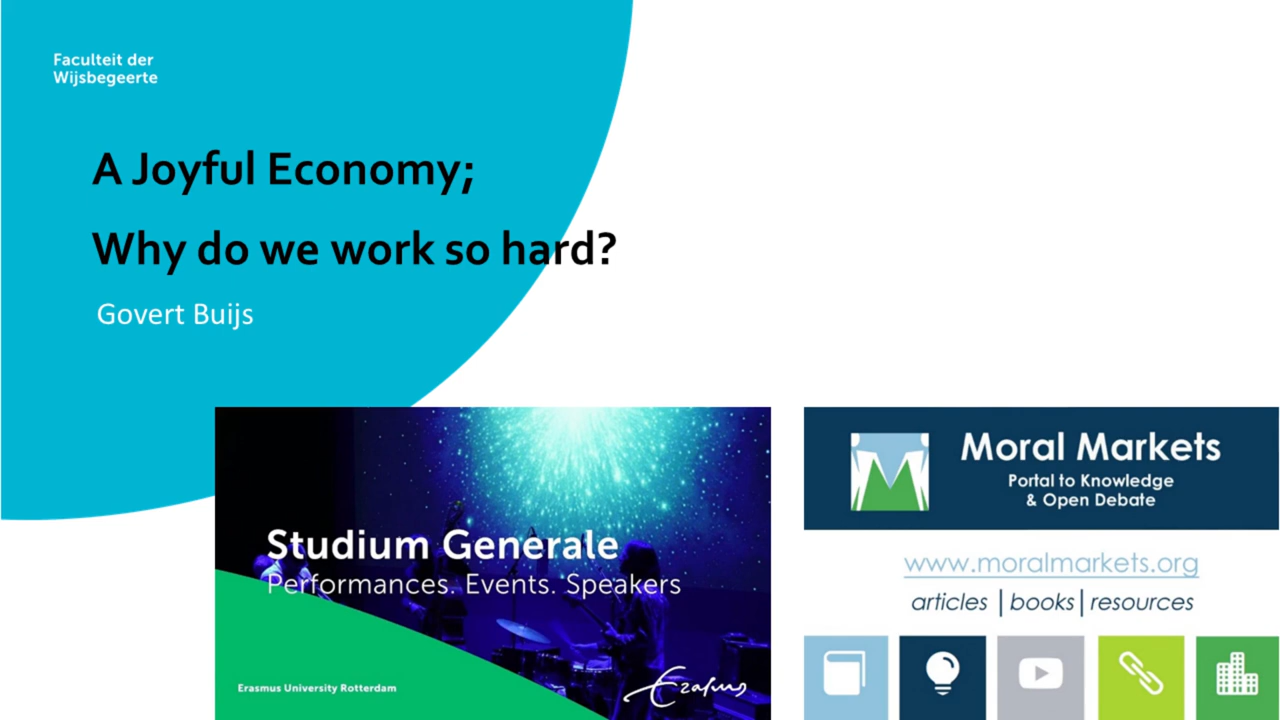 Faculteit der
Wijsbegeerte
A Joyful Economy;
Why do we work so hard?
Govert Buijs
Studium Generale
Performances. Events. Speakers
Erasmus University Rotterdam
Erasmus
Moral Markets
Portal to Knowledge
& Open Debate
www.moralmarkets.org
articles | books | resources